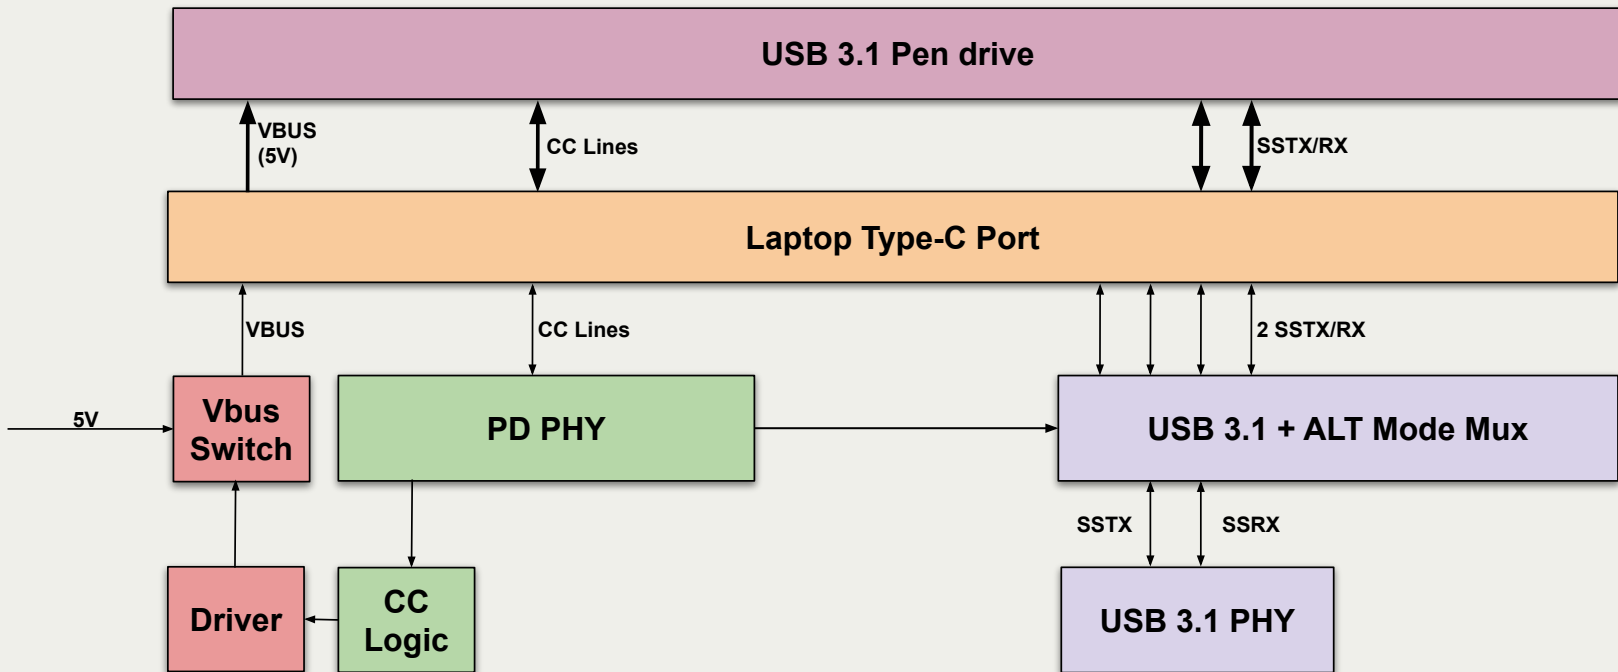 USB 3.1 Pen drive
VBUS
(5V)
CC Lines
SSTX/RX
Laptop Type-C Port
VBUS
CC Lines
2 SSTX/RX
5V
Vbus
Switch
PD PHY
USB 3.1 + ALT Mode Mux
SSTX
SSRX
Driver
CC
Logic
USB 3.1 PHY